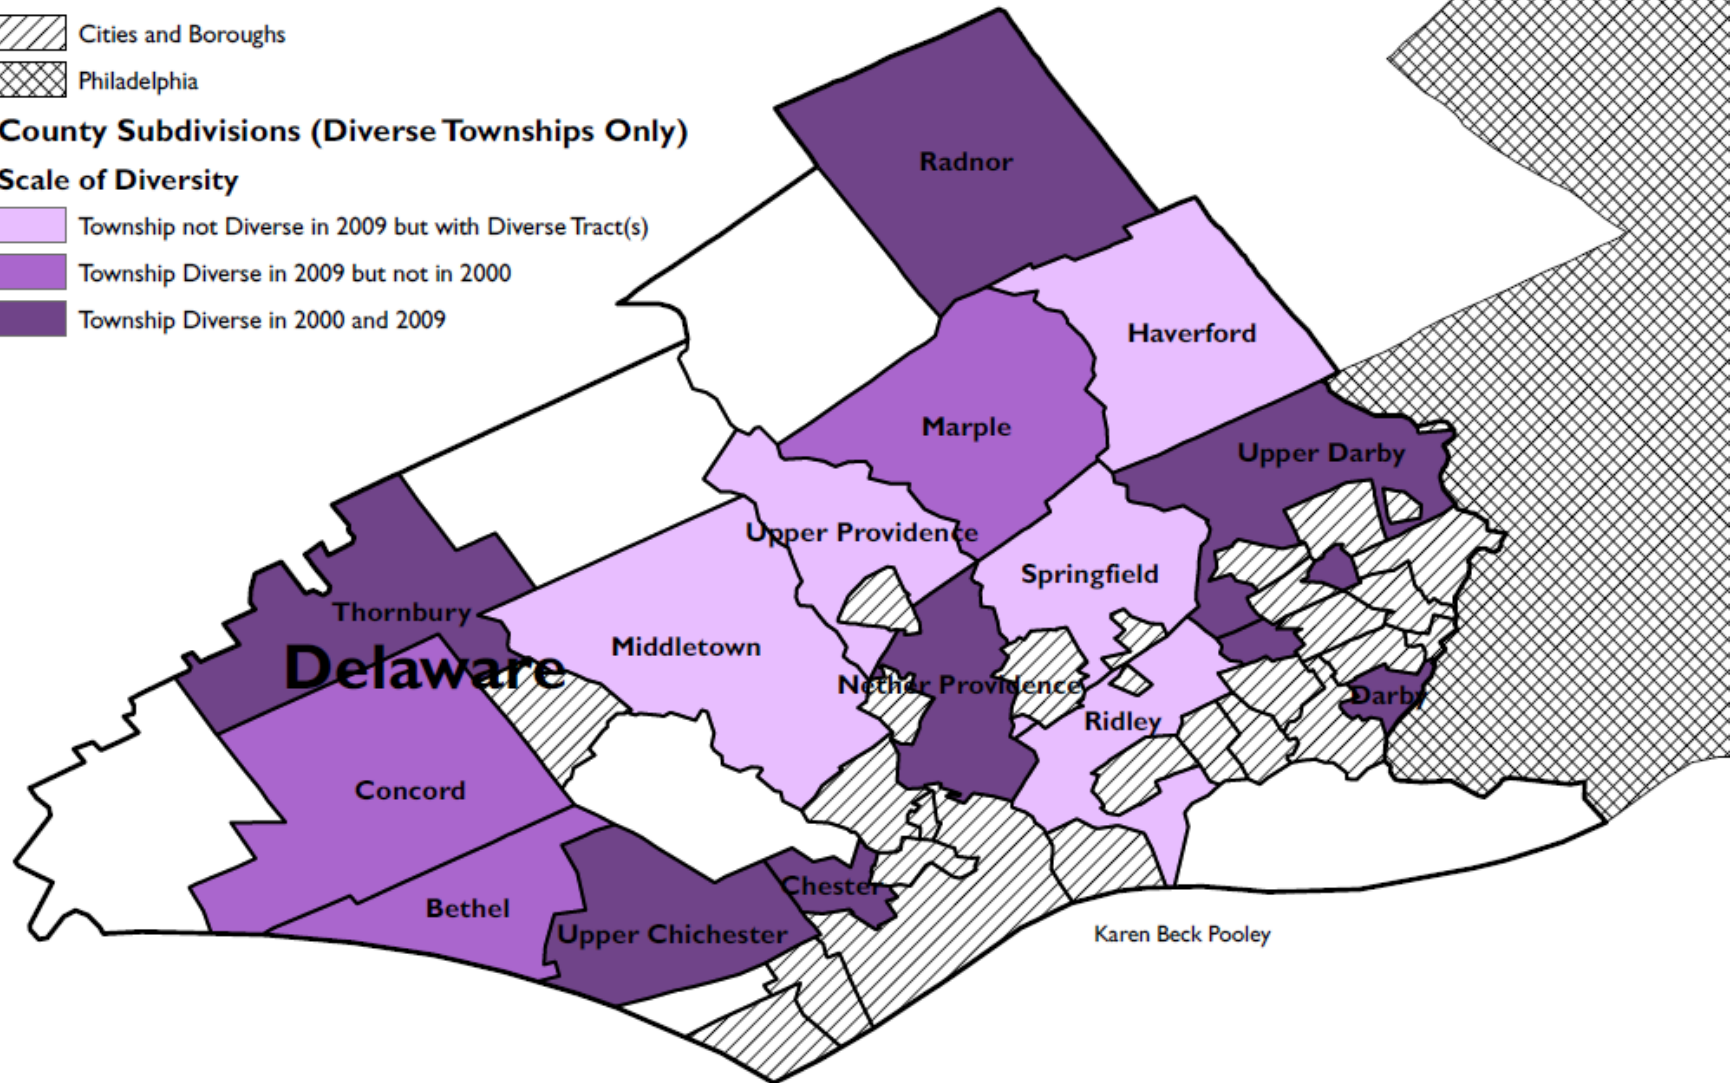 Cities and Boroughs
Philadelphia
County Subdivisions (Diverse Townships Only)
Scale of Diversity
Township not Diverse in 2009 but with Diverse Tract(s)
Township Diverse in 2009 but not in 2000
Township Diverse in 2000 and 2009
Radnor
Haverford
Marple
Upper Darby
Upper Providence
Springfield
Thornbury
Delaware
Middletown
Nether Providence
Darby
Ridley
Concord
Chester
Bethel
Upper Chichester
Karen Beck Pooley